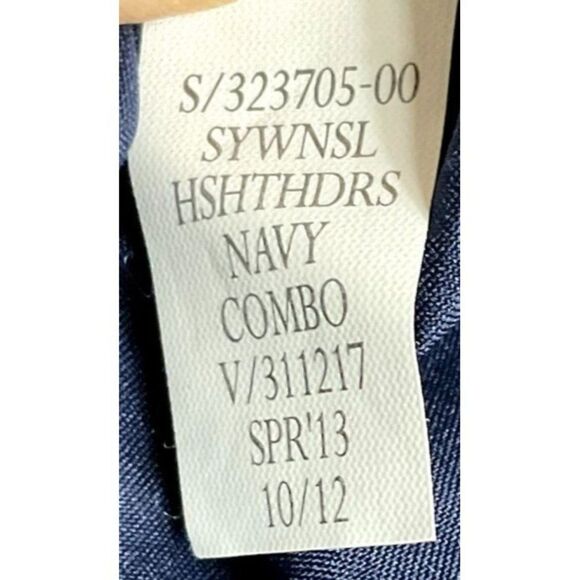 S/323705-00
SYWNSL
HSHTHDRS
NAVY
COMBO
V/311217
SPR'13
10/12